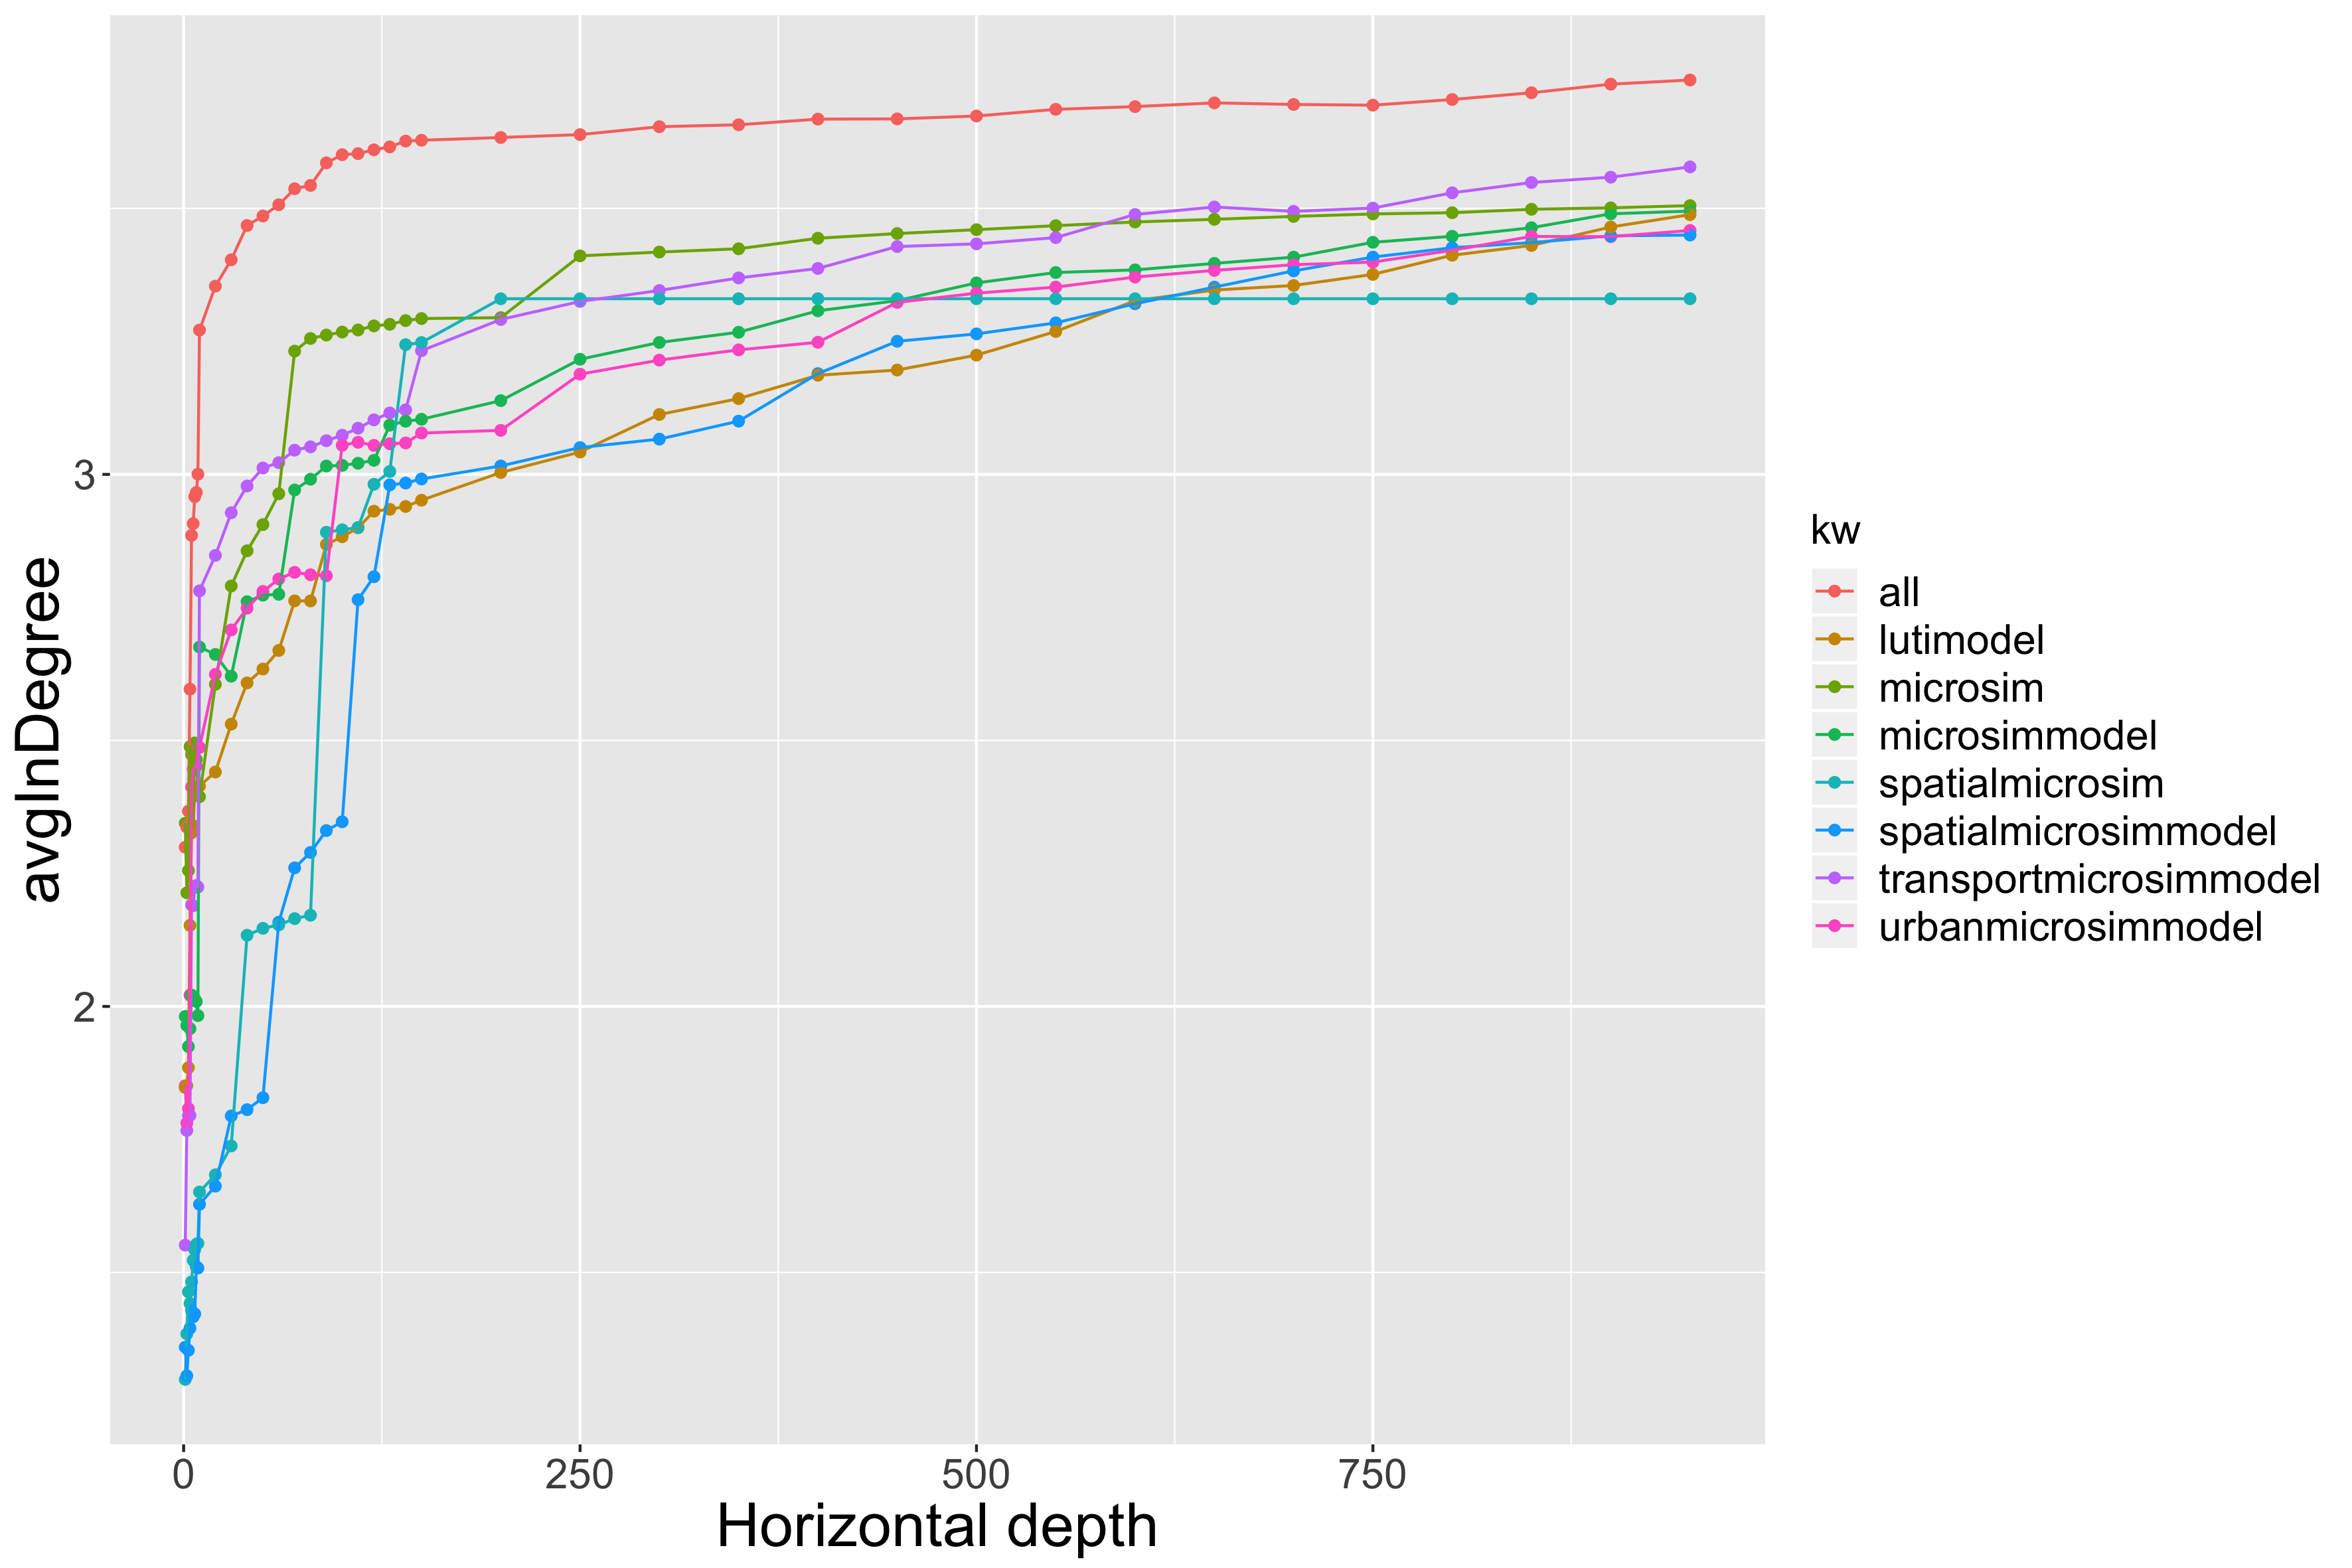 avgInDegree
3
2
0
250
500
750
Horizontal depth
kw
all
lutimodel
microsim
microsimmodel
spatialmicrosim
spatialmicrosimmodel
transportmicrosimmodel
urbanmicrosimmodel